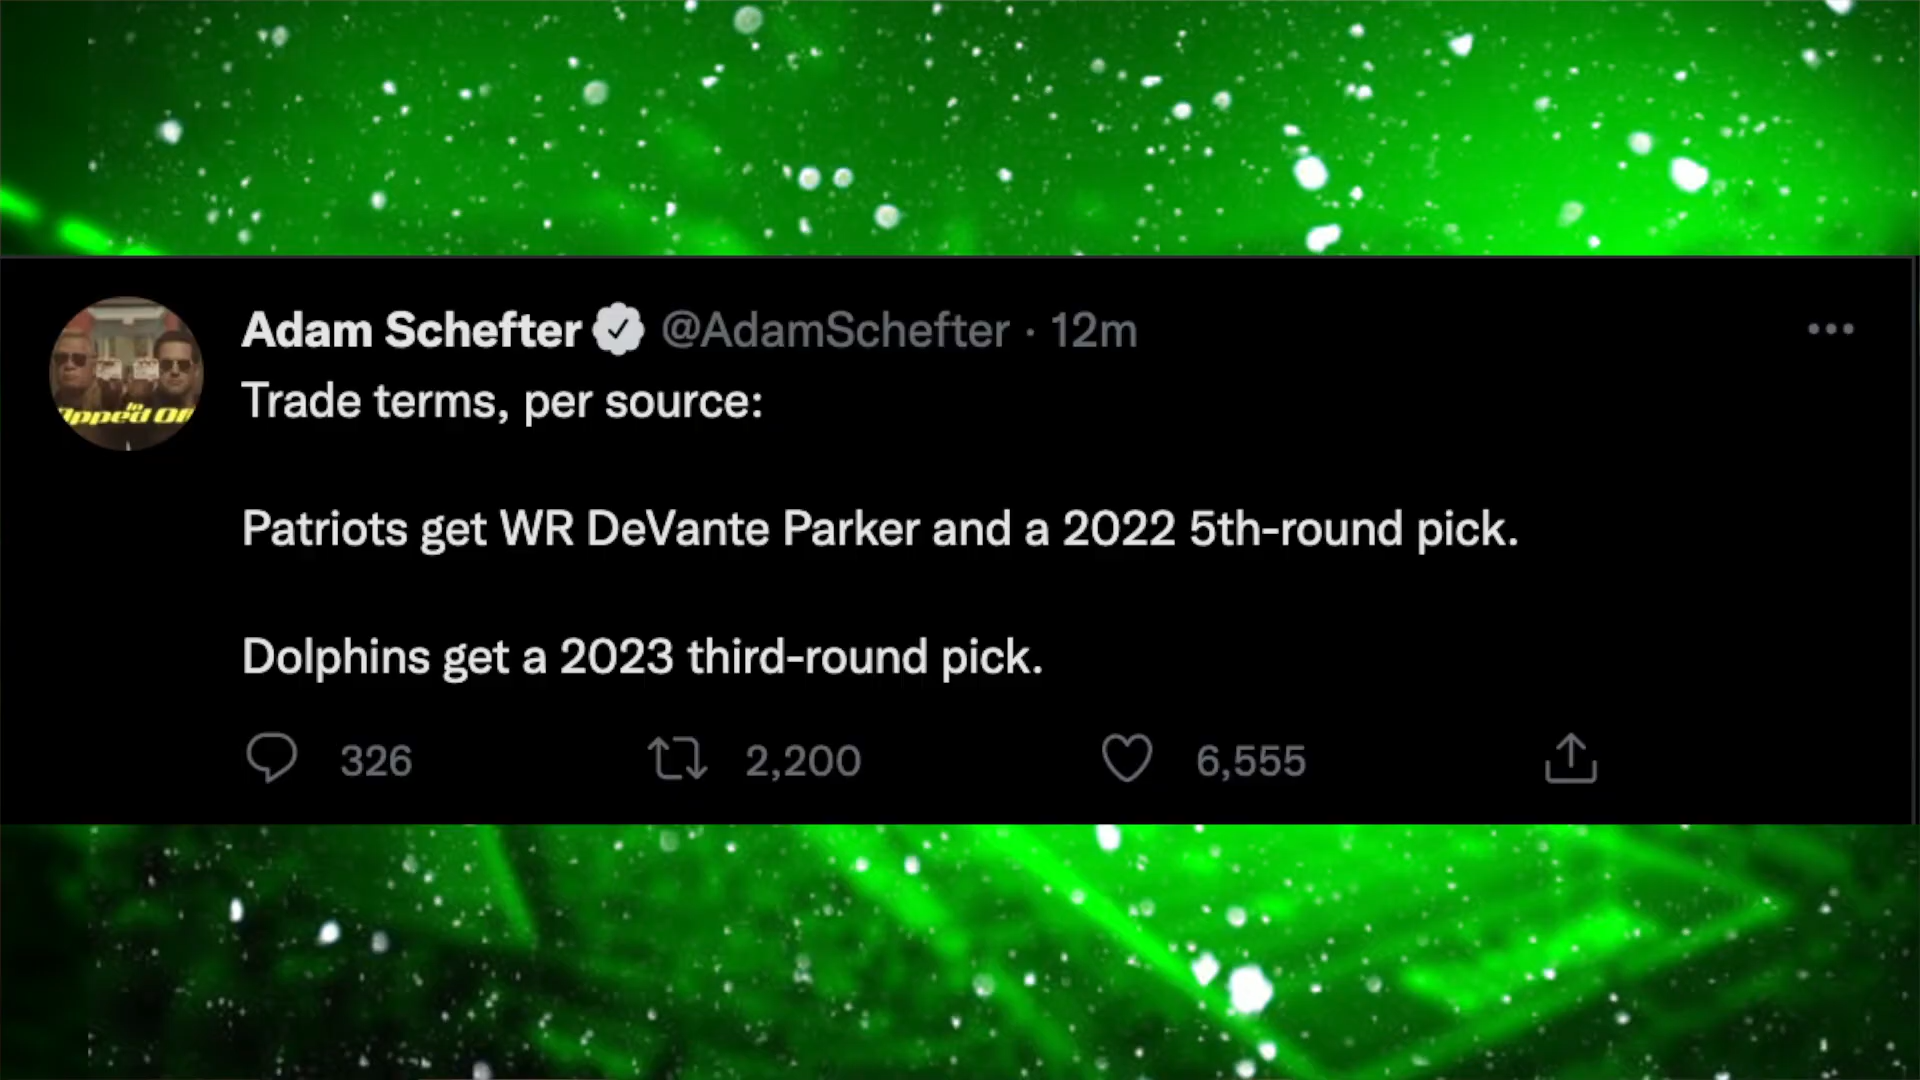 Adam Schefter @AdamSchefter · 12m
Trade terms, per source:
Patriots get WR DeVante Parker and a 2022 5th-round pick.
Dolphins get a 2023 third-round pick.
326 2,200 6,555
in